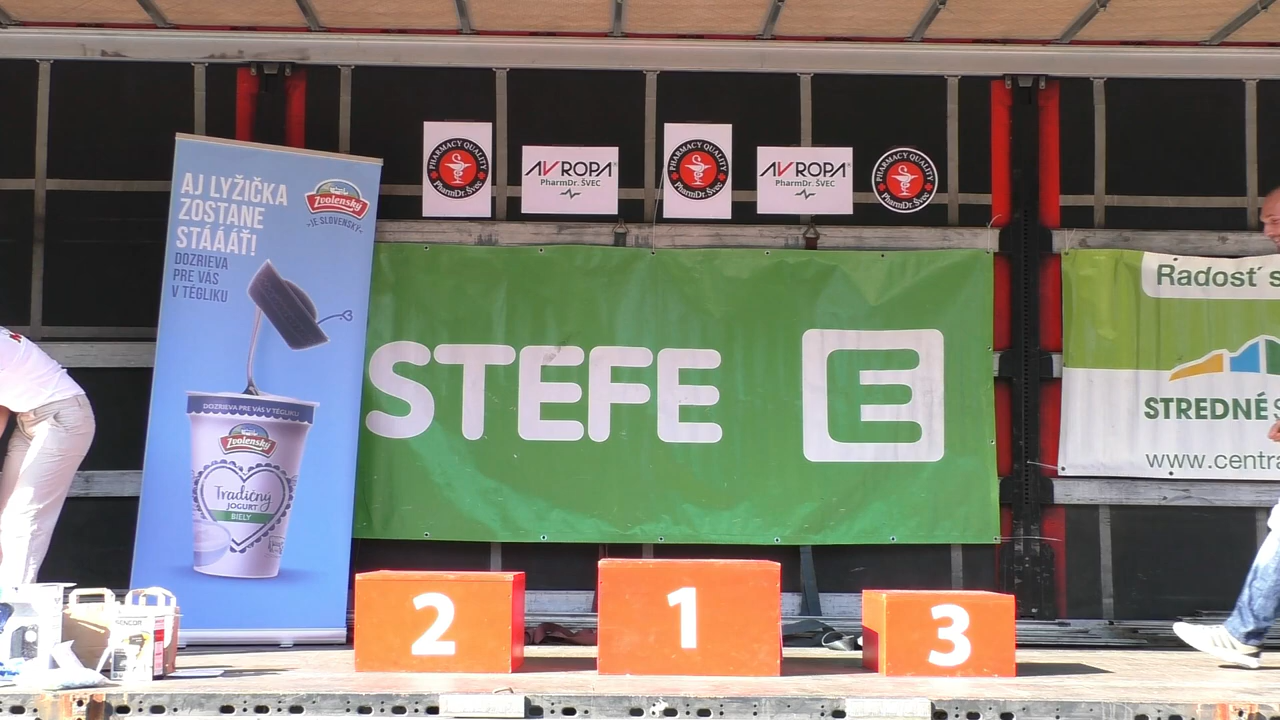 AJ LYŽIČKA
ZOSTANE
STÁÁÁŤ!
DOZRIEVA
PRE VÁS
V TÉGLIKU
Zvolenský
JE SLOVENSKÝ
DOZRIEVA PRE VÁS V TÉGLIKU
Zvolenský
Tradičný
JOGURT
BIELY
PHARMACY QUALITY
PharmDr. Švec
AVROPA®
PharmDr. ŠVEC
PHARMACY QUALITY
PharmDr. Švec
AVROPA®
PharmDr. ŠVEC
PHARMACY QUALITY
PharmDr. Švec
STEFE E
Radosť s
STREDNÉ S
www.centra
SENCOR
2
1
3